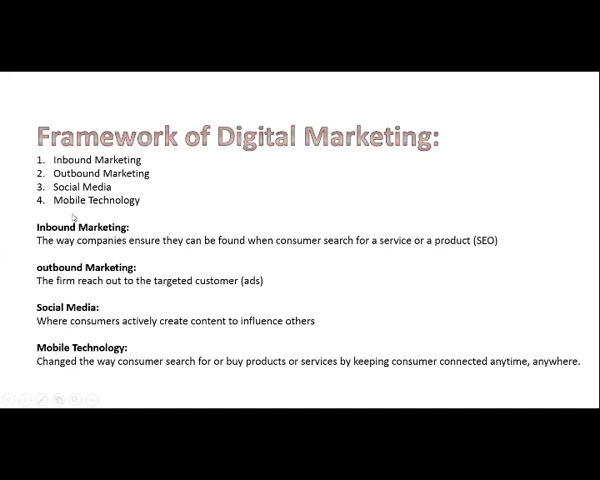 Framework of Digital Marketing:
1. Inbound Marketing
2. Outbound Marketing
3. Social Media
4. Mobile Technology
Inbound Marketing:
The way companies ensure they can be found when consumer search for a service or a product (SEO)
outbound Marketing:
The firm reach out to the targeted customer (ads)
Social Media:
Where consumers actively create content to influence others
Mobile Technology:
Changed the way consumer search for or buy products or services by keeping consumer connected anytime, anywhere.